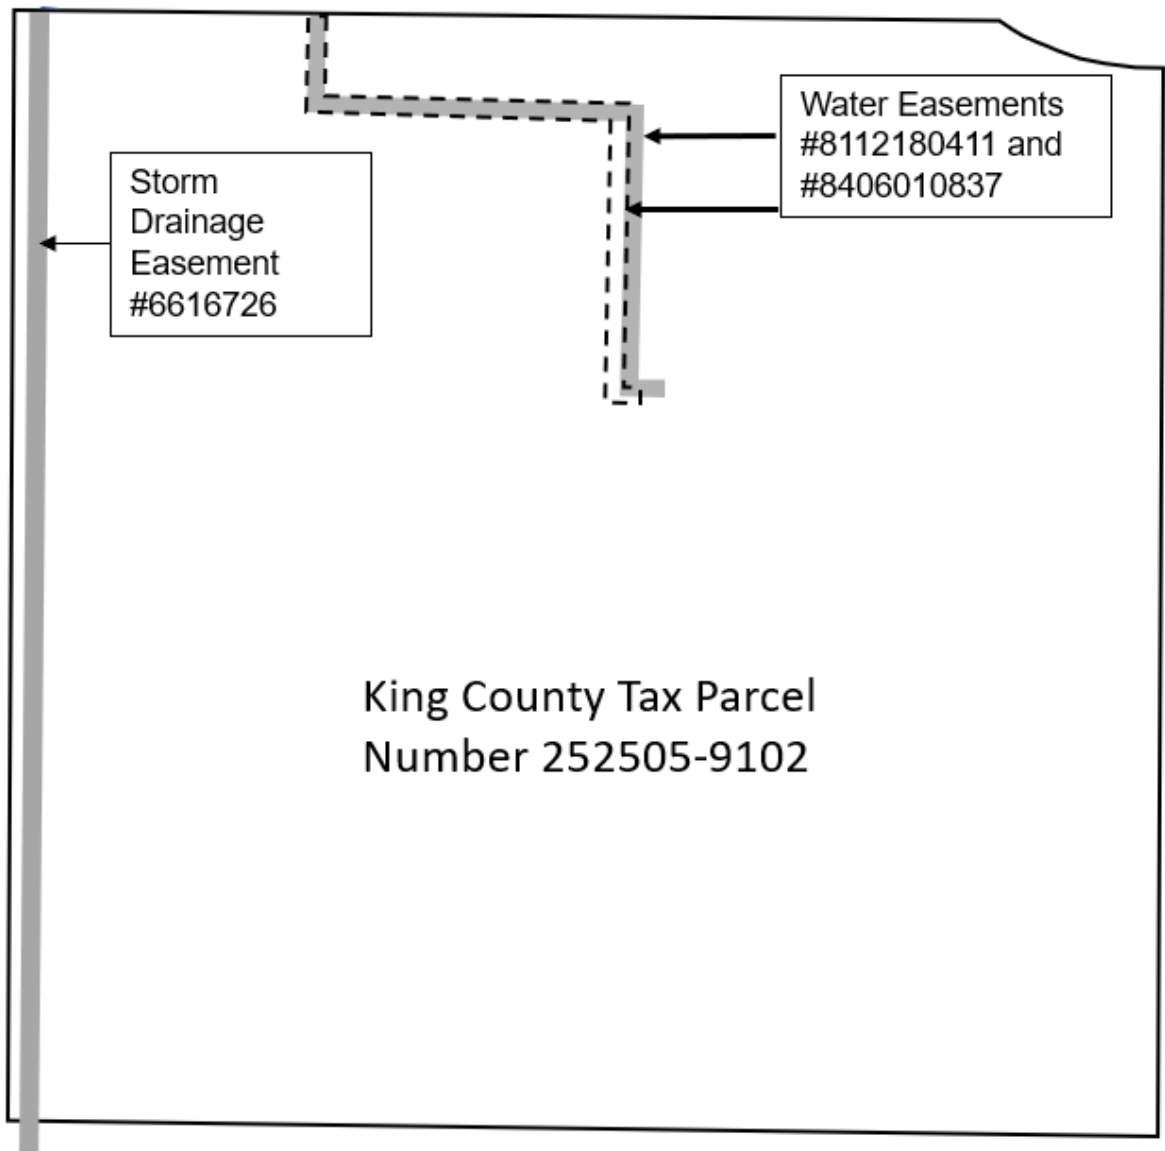 Water Easements
#8112180411 and
#8406010837
Storm
Drainage
Easement
#6616726
King County Tax Parcel
Number 252505-9102